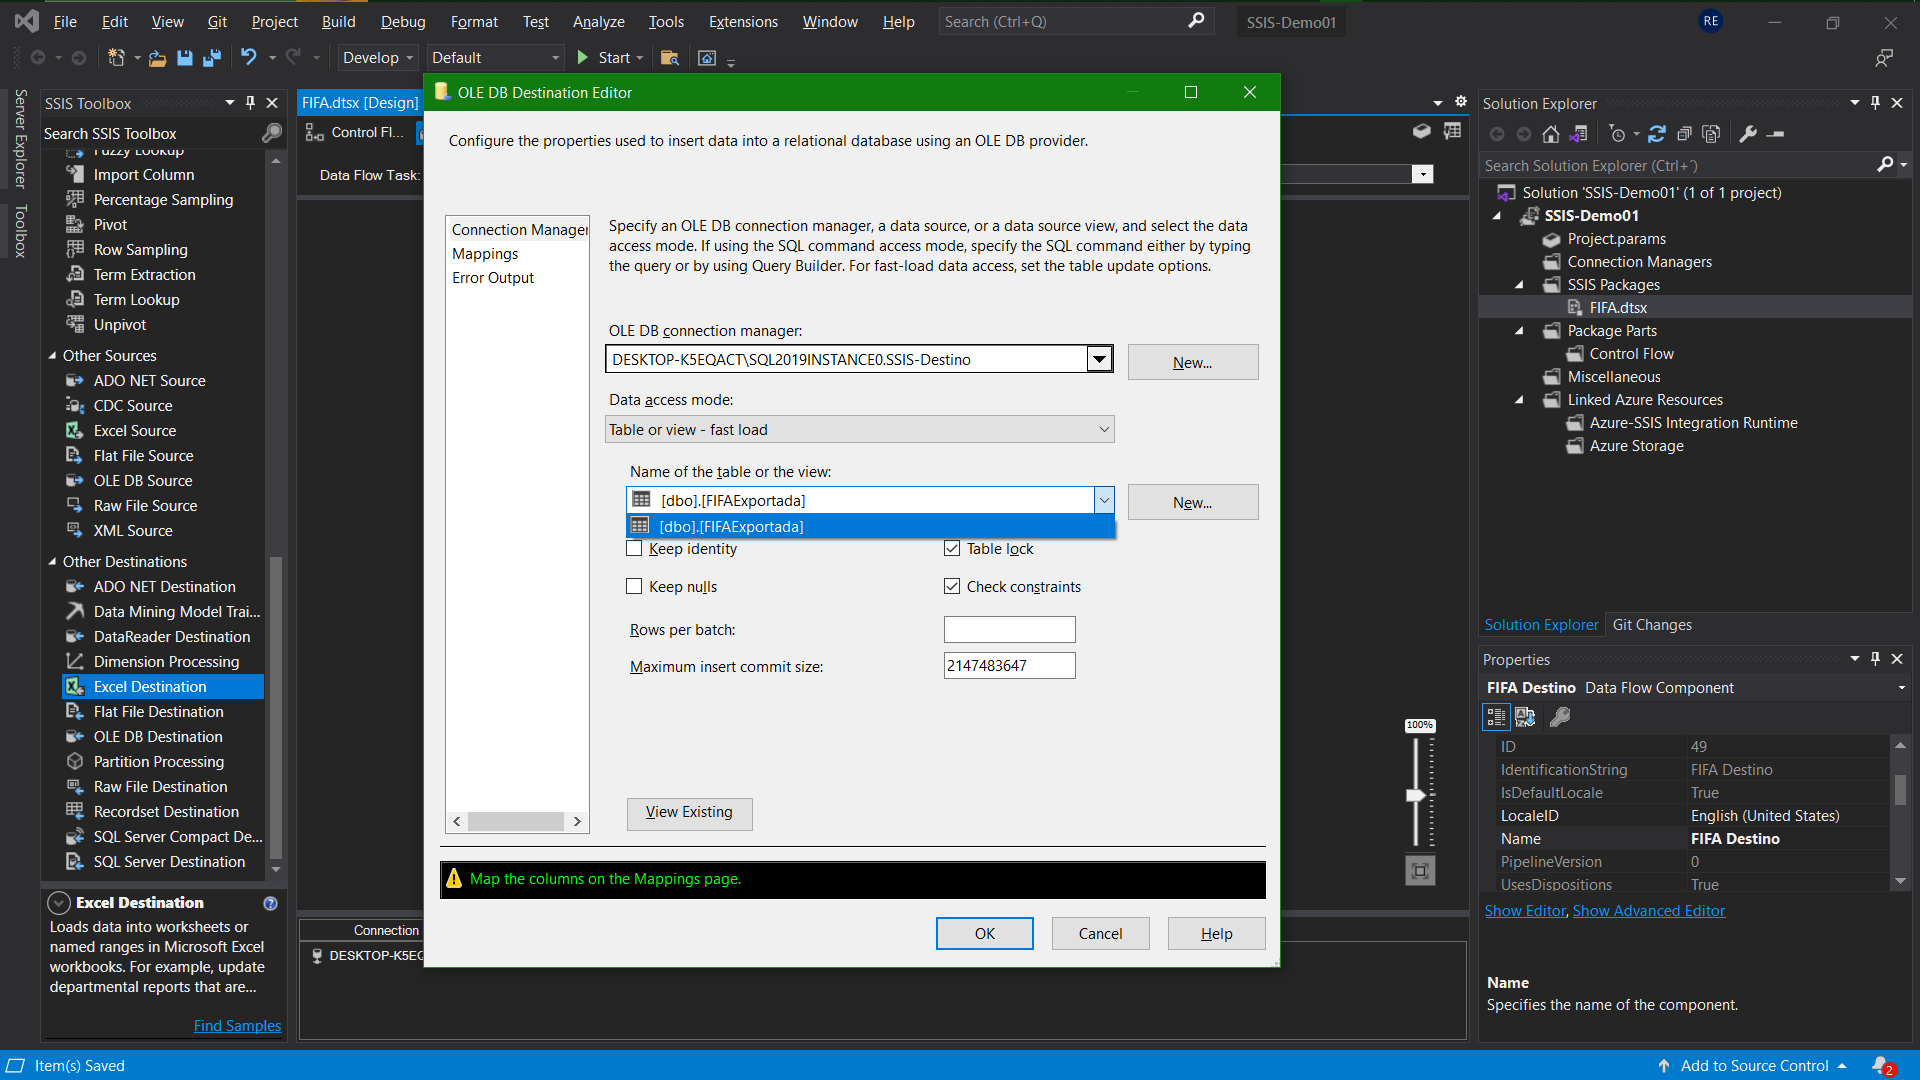 File Edit View Git Project Build Debug Format Test Analyze Tools Extensions Window Help Search (Ctrl+Q) SSIS-Demo01 RE
Develop Default Start
Server Explorer
Toolbox
SSIS Toolbox
Search SSIS Toolbox
Fuzzy Lookup
Import Column
Percentage Sampling
Pivot
Row Sampling
Term Extraction
Term Lookup
Unpivot
Other Sources
ADO NET Source
CDC Source
Excel Source
Flat File Source
OLE DB Source
Raw File Source
XML Source
Other Destinations
ADO NET Destination
Data Mining Model Trai...
DataReader Destination
Dimension Processing
Excel Destination
Flat File Destination
OLE DB Destination
Partition Processing
Raw File Destination
Recordset Destination
SQL Server Compact De...
SQL Server Destination
Excel Destination
Loads data into worksheets or
named ranges in Microsoft Excel
workbooks. For example, update
departmental reports that are...
Find Samples
FIFA.dtsx [Design]
Control Fl...
Data Flow Task:
Connection
DESKTOP-K5EQ
100%
OLE DB Destination Editor
Configure the properties used to insert data into a relational database using an OLE DB provider.
Connection Manager
Mappings
Error Output
Specify an OLE DB connection manager, a data source, or a data source view, and select the data
access mode. If using the SQL command access mode, specify the SQL command either by typing
the query or by using Query Builder. For fast-load data access, set the table update options.
OLE DB connection manager:
DESKTOP-K5EQACT\SQL2019INSTANCE0.SSIS-Destino
New...
Data access mode:
Table or view - fast load
Name of the table or the view:
[dbo].[FIFAExportada]
New...
[dbo].[FIFAExportada]
Keep identity Table lock
Keep nulls Check constraints
Rows per batch:
Maximum insert commit size: 2147483647
View Existing
Map the columns on the Mappings page.
OK Cancel Help
Solution Explorer
Search Solution Explorer (Ctrl+´)
Solution 'SSIS-Demo01' (1 of 1 project)
SSIS-Demo01
Project.params
Connection Managers
SSIS Packages
FIFA.dtsx
Package Parts
Control Flow
Miscellaneous
Linked Azure Resources
Azure-SSIS Integration Runtime
Azure Storage
Solution Explorer Git Changes
Properties
FIFA Destino Data Flow Component
ID 49
IdentificationString FIFA Destino
IsDefaultLocale True
LocaleID English (United States)
Name FIFA Destino
PipelineVersion 0
UsesDispositions True
Show Editor, Show Advanced Editor
Name
Specifies the name of the component.
Item(s) Saved
Add to Source Control 2